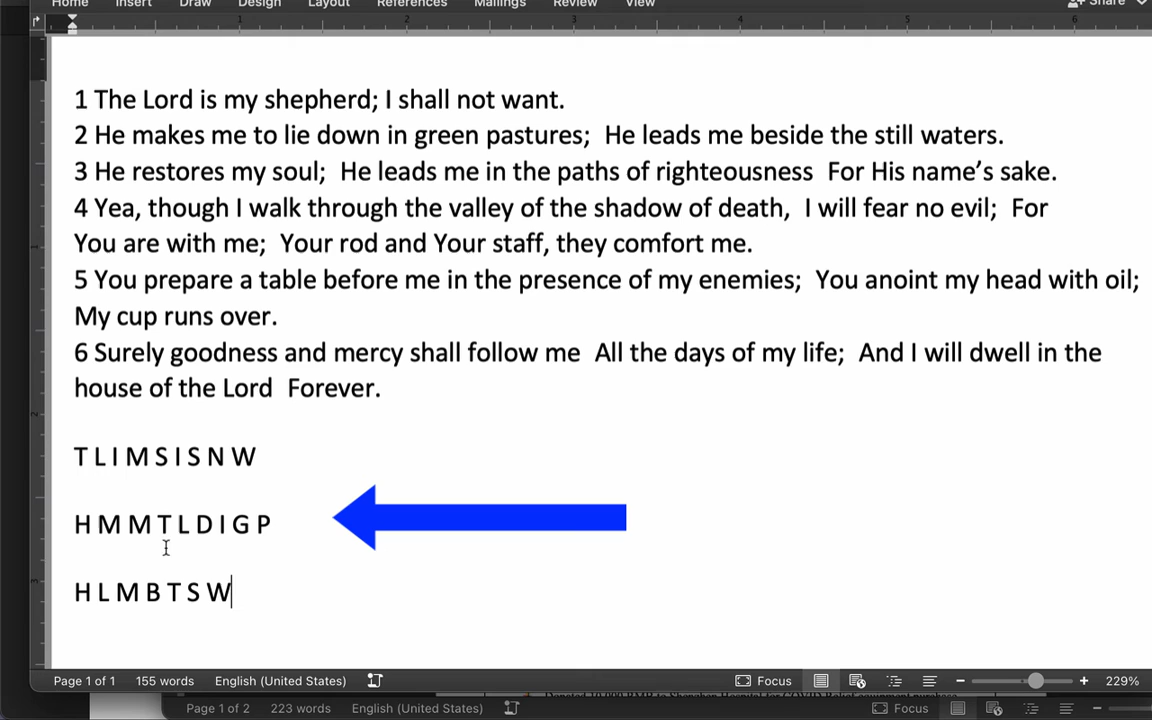 Home Insert Draw Design Layout References Mailings Review View Share
1 2 3 4 5 6
1 The Lord is my shepherd; I shall not want.
2 He makes me to lie down in green pastures;  He leads me beside the still waters.
3 He restores my soul;  He leads me in the paths of righteousness  For His name’s sake.
4 Yea, though I walk through the valley of the shadow of death,  I will fear no evil;  For
You are with me;  Your rod and Your staff, they comfort me.
5 You prepare a table before me in the presence of my enemies;  You anoint my head with oil;
My cup runs over.
6 Surely goodness and mercy shall follow me  All the days of my life;  And I will dwell in the
house of the Lord  Forever.
T L I M S I S N W
H M M T L D I G P
H L M B T S W
Page 1 of 1 155 words English (United States) Focus 229%
Page 1 of 2 223 words English (United States) Focus